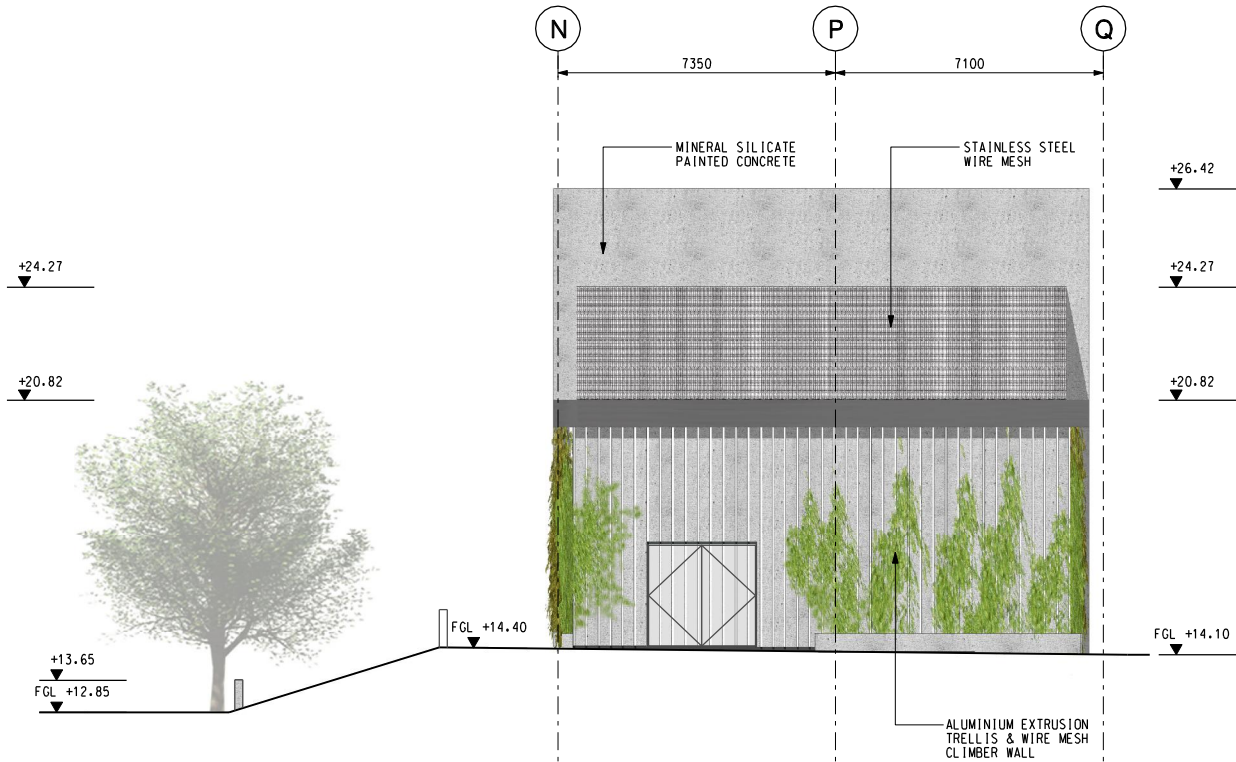 N
P
Q
7350
7100
MINERAL SILICATE
PAINTED CONCRETE
STAINLESS STEEL
WIRE MESH
+26.42
+24.27
+24.27
+20.82
+20.82
FGL +14.40
FGL +14.10
+13.65
FGL +12.85
ALUMINIUM EXTRUSION
TRELLIS & WIRE MESH
CLIMBER WALL